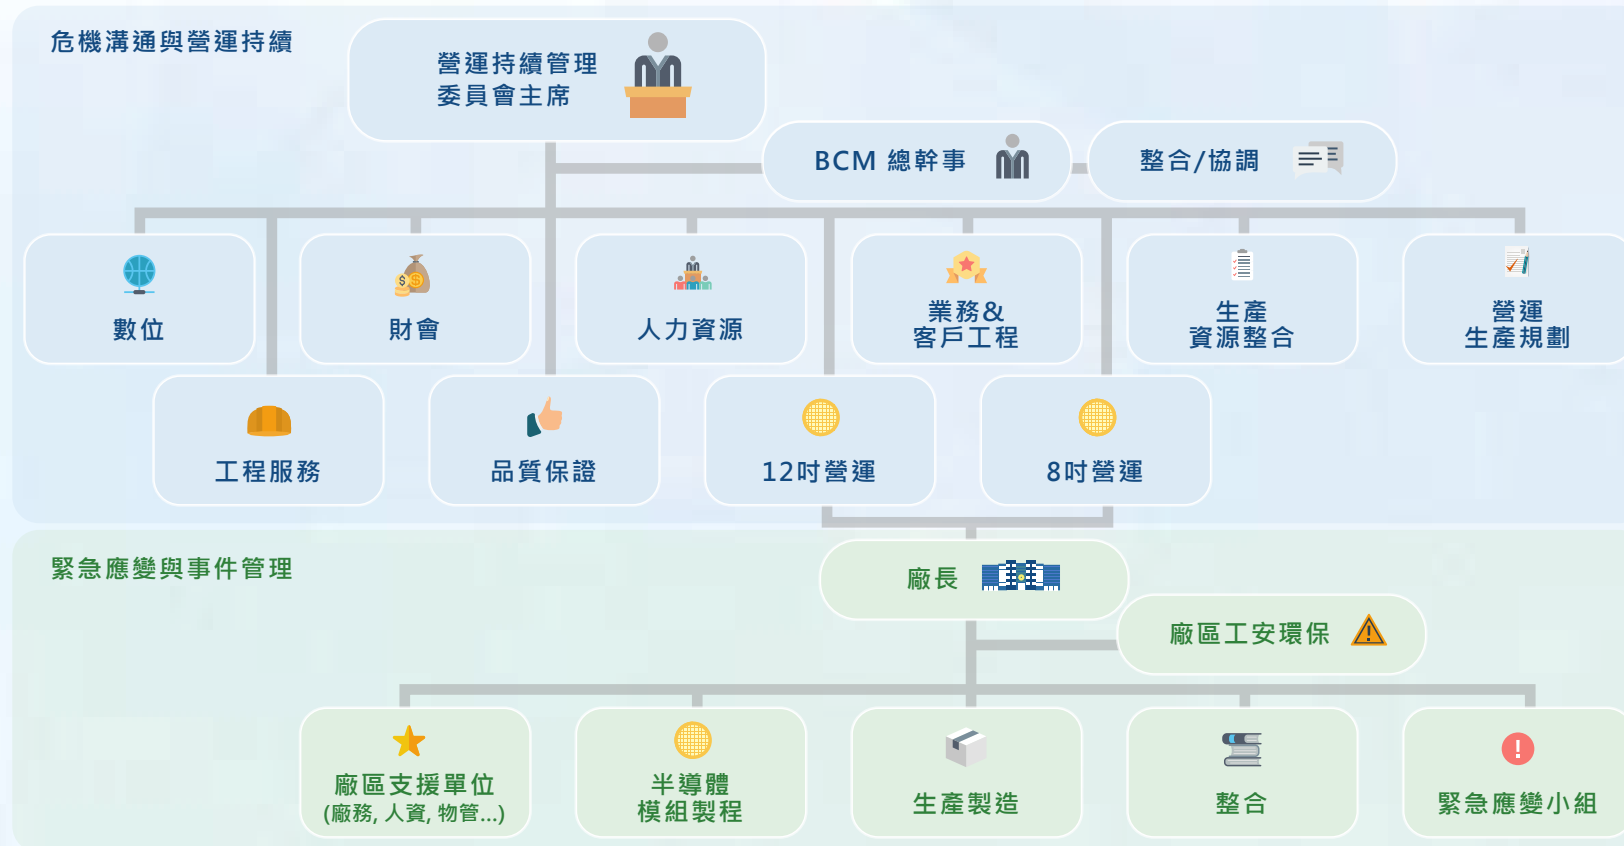 危機溝通與營運持續
營運持續管理
委員會主席
BCM 總幹事
整合/協調
數位
財會
人力資源
業務&
客戶工程
生產
資源整合
營運
生產規劃
工程服務
品質保證
12吋營運
8吋營運
緊急應變與事件管理
廠長
廠區工安環保
廠區支援單位
(廠務, 人資, 物管...)
半導體
模組製程
生產製造
整合
緊急應變小組